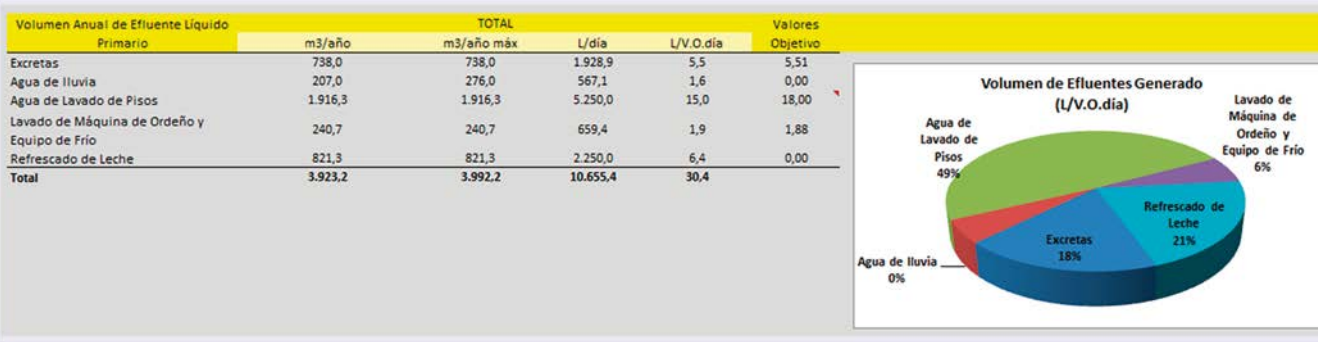 Volumen Anual de Efluente Líquido TOTAL Valores
Primario m3/año m3/año máx L/día L/V.O.día Objetivo
Excretas 738,0 738,0 1.928,9 5,5 5,51
Agua de lluvia 207,0 276,0 567,1 1,6 0,00
Agua de Lavado de Pisos 1.916,3 1.916,3 5.250,0 15,0 18,00
Lavado de Máquina de Ordeño y
Equipo de Frío 240,7 240,7 659,4 1,9 1,88
Refrescado de Leche 821,3 821,3 2.250,0 6,4 0,00
Total 3.923,2 3.992,2 10.655,4 30,4
Volumen de Efluentes Generado
(L/V.O.día)
Agua de
Lavado de
Pisos
49%
Lavado de
Máquina de
Ordeño y
Equipo de Frío
6%
Refrescado de
Leche
21%
Excretas
18%
Agua de lluvia
0%